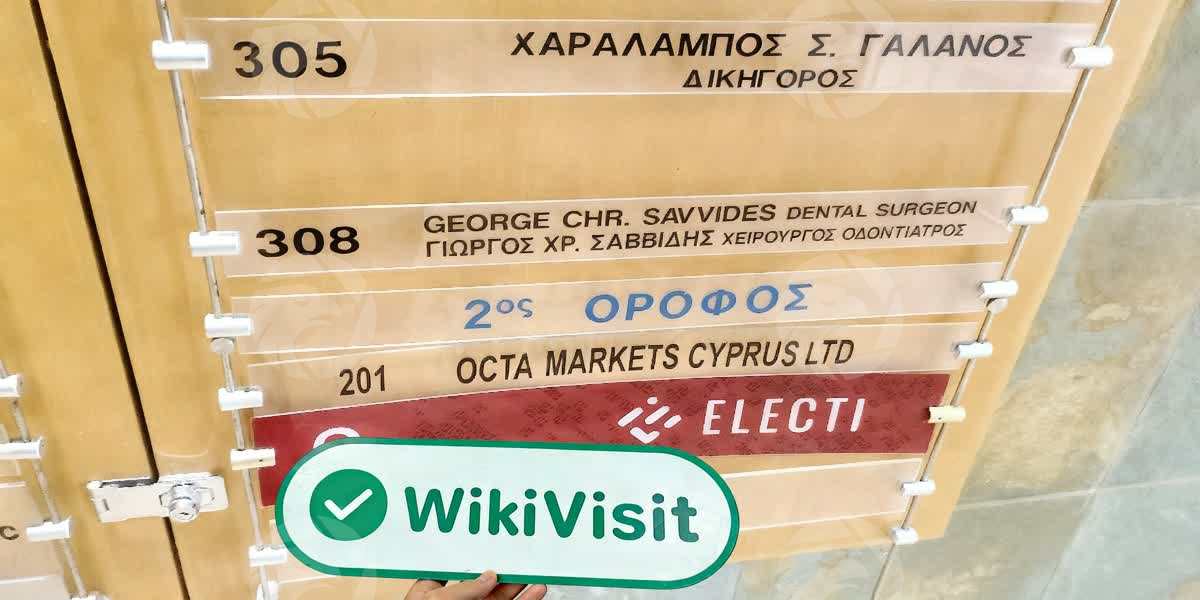 305 ΧΑΡΑΛΑΜΠΟΣ Σ. ΓΑΛΑΝΟΣ
ΔΙΚΗΓΟΡΟΣ
308 GEORGE CHR. SAVVIDES DENTAL SURGEON
ΓΙΩΡΓΟΣ ΧΡ. ΣΑΒΒΙΔΗΣ ΧΕΙΡΟΥΡΓΟΣ ΟΔΟΝΤΙΑΤΡΟΣ
2ος ΟΡΟΦΟΣ
201 OCTA MARKETS CYPRUS LTD
ELECTI
WikiVisit